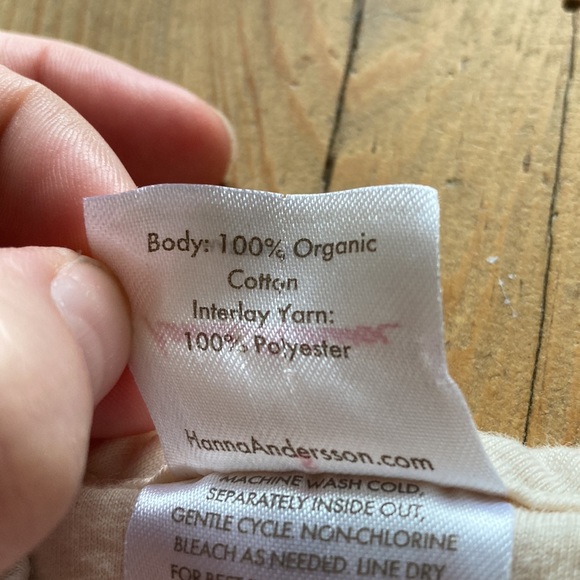 Body: 100% Organic
Cotton
Interlay Yarn:
100% Polyester
HannaAndersson.com
MACHINE WASH COLD,
SEPARATELY INSIDE OUT,
GENTLE CYCLE. NON-CHLORINE
BLEACH AS NEEDED. LINE DRY
FOR